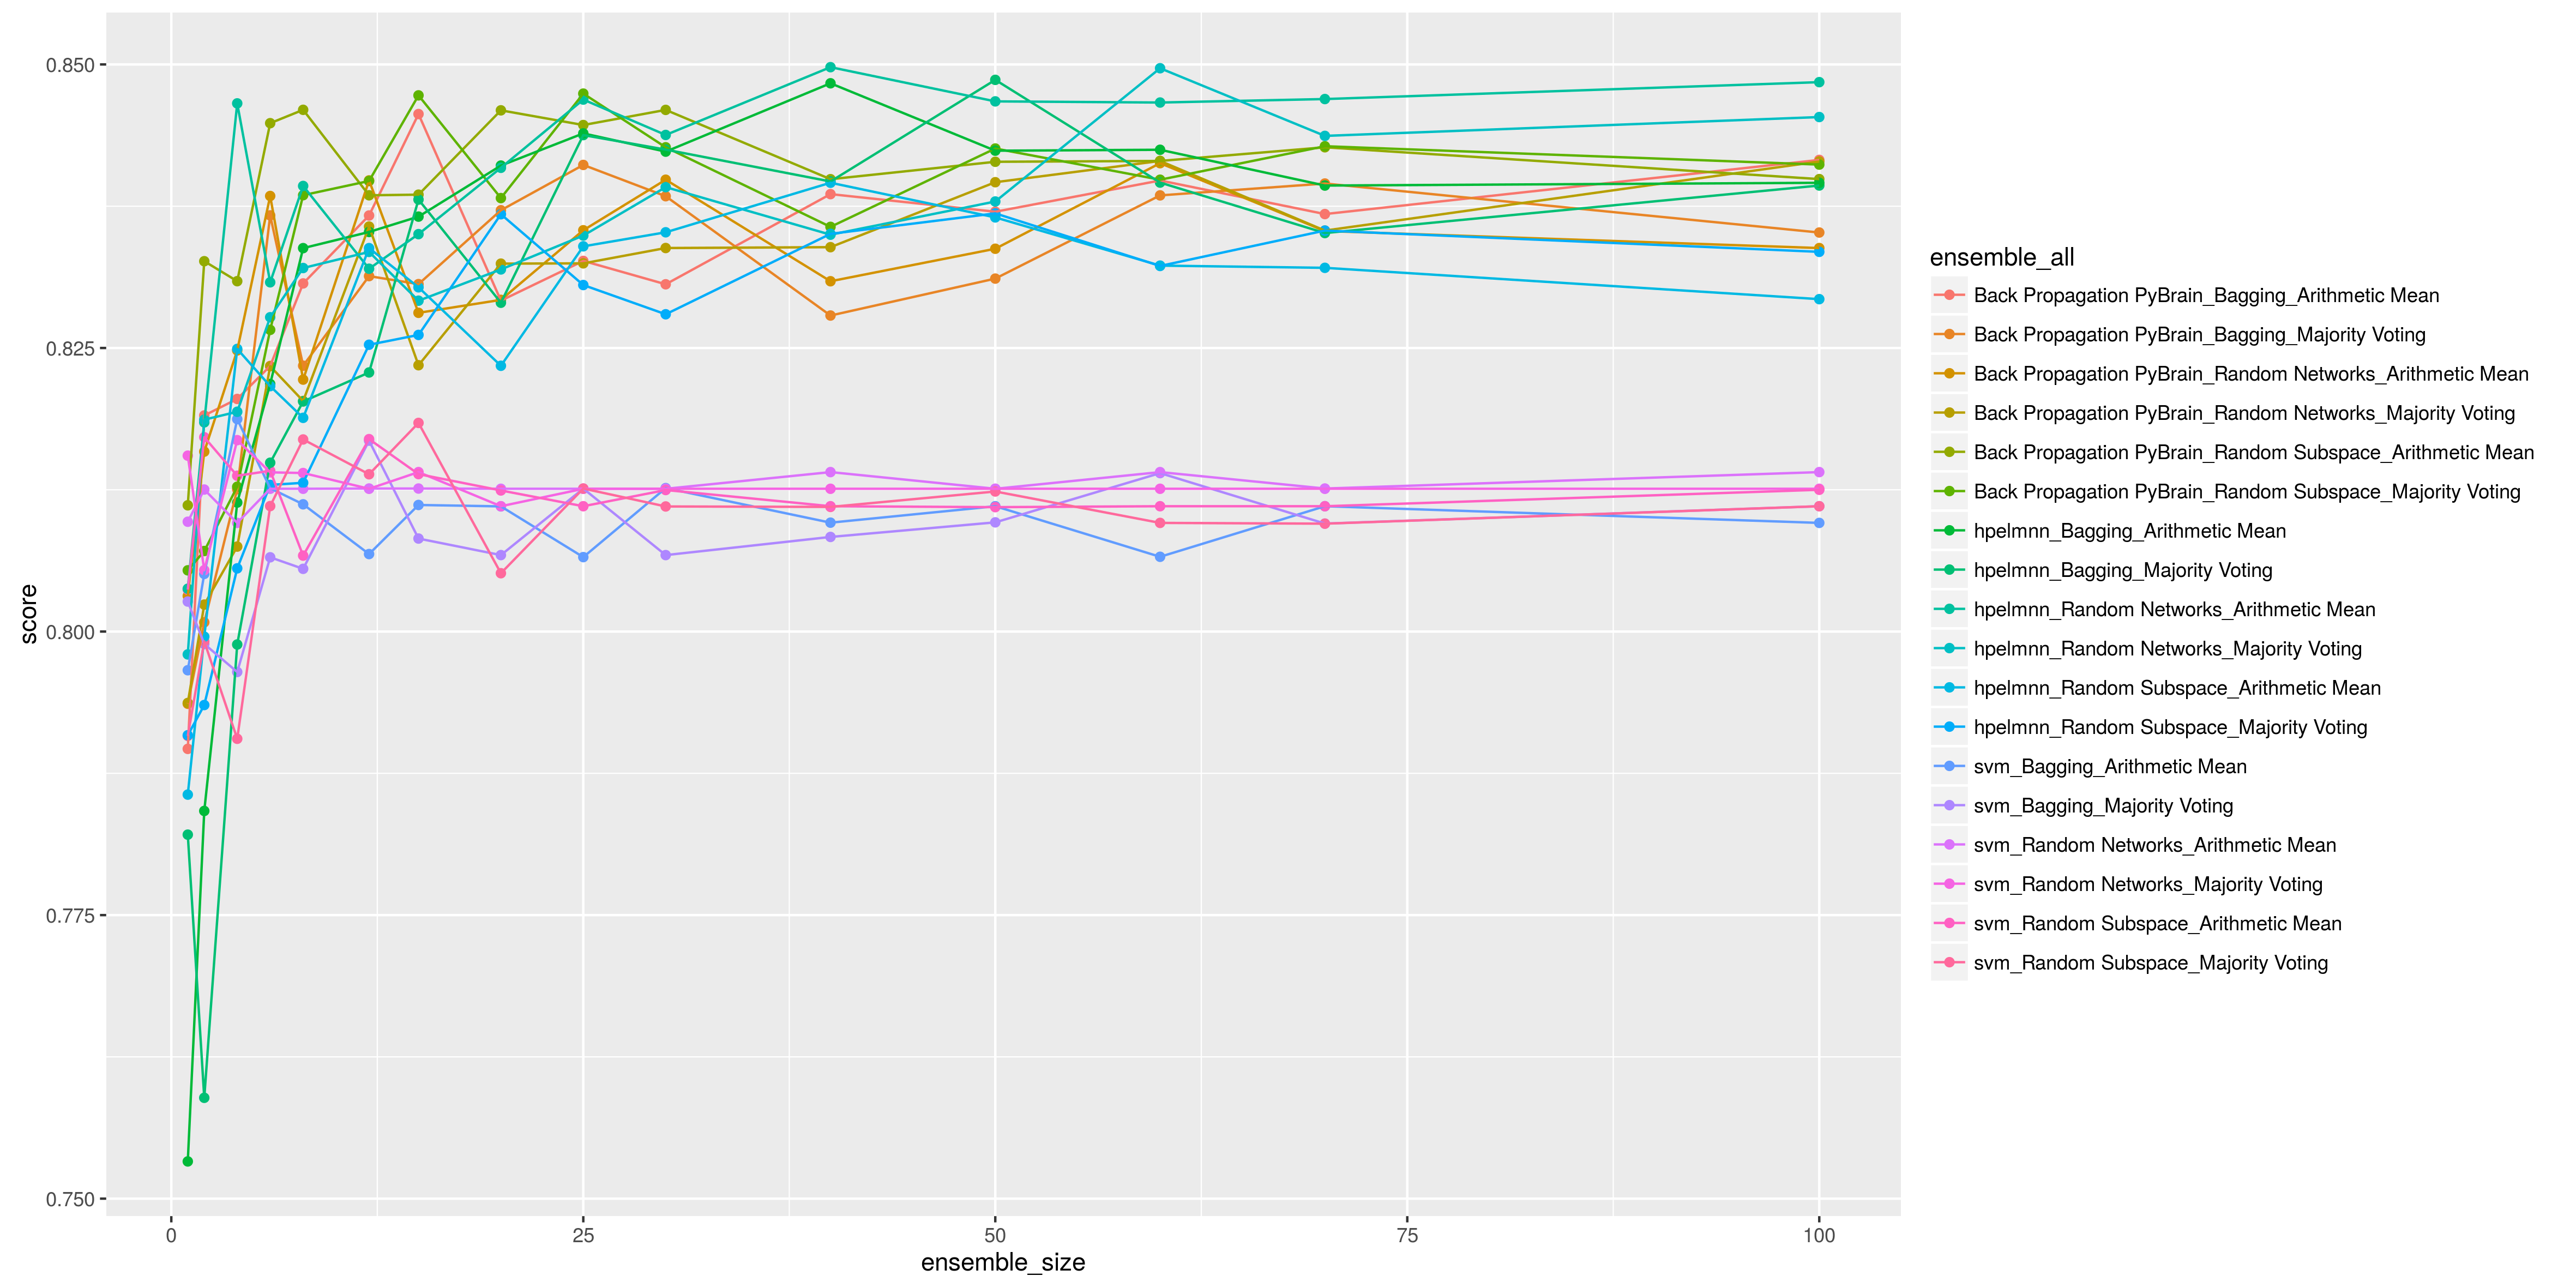 0.850
0.825
0.800
0.775
0.750
score
0
25
50
75
100
ensemble_size
ensemble_all
Back Propagation PyBrain_Bagging_Arithmetic Mean
Back Propagation PyBrain_Bagging_Majority Voting
Back Propagation PyBrain_Random Networks_Arithmetic Mean
Back Propagation PyBrain_Random Networks_Majority Voting
Back Propagation PyBrain_Random Subspace_Arithmetic Mean
Back Propagation PyBrain_Random Subspace_Majority Voting
hpelmnn_Bagging_Arithmetic Mean
hpelmnn_Bagging_Majority Voting
hpelmnn_Random Networks_Arithmetic Mean
hpelmnn_Random Networks_Majority Voting
hpelmnn_Random Subspace_Arithmetic Mean
hpelmnn_Random Subspace_Majority Voting
svm_Bagging_Arithmetic Mean
svm_Bagging_Majority Voting
svm_Random Networks_Arithmetic Mean
svm_Random Networks_Majority Voting
svm_Random Subspace_Arithmetic Mean
svm_Random Subspace_Majority Voting